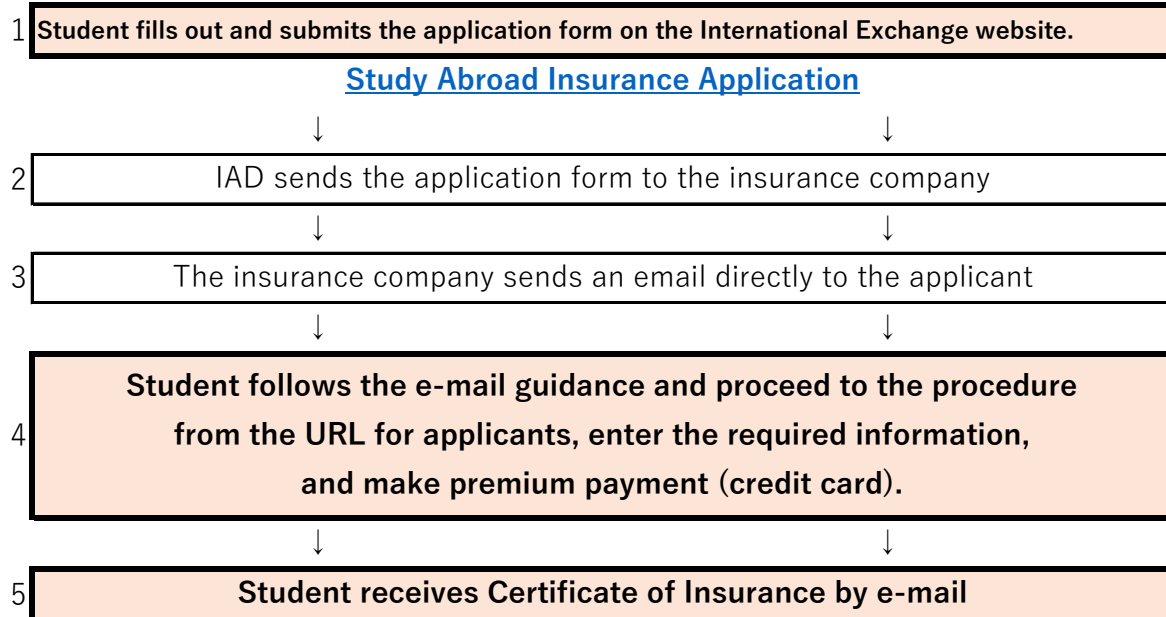 1 Student fills out and submits the application form on the International Exchange website.
Study Abroad Insurance Application
↓ ↓
2 IAD sends the application form to the insurance company
↓ ↓
3 The insurance company sends an email directly to the applicant
↓ ↓
Student follows the e-mail guidance and proceed to the procedure
4 from the URL for applicants, enter the required information,
and make premium payment (credit card).
↓ ↓
5 Student receives Certificate of Insurance by e-mail